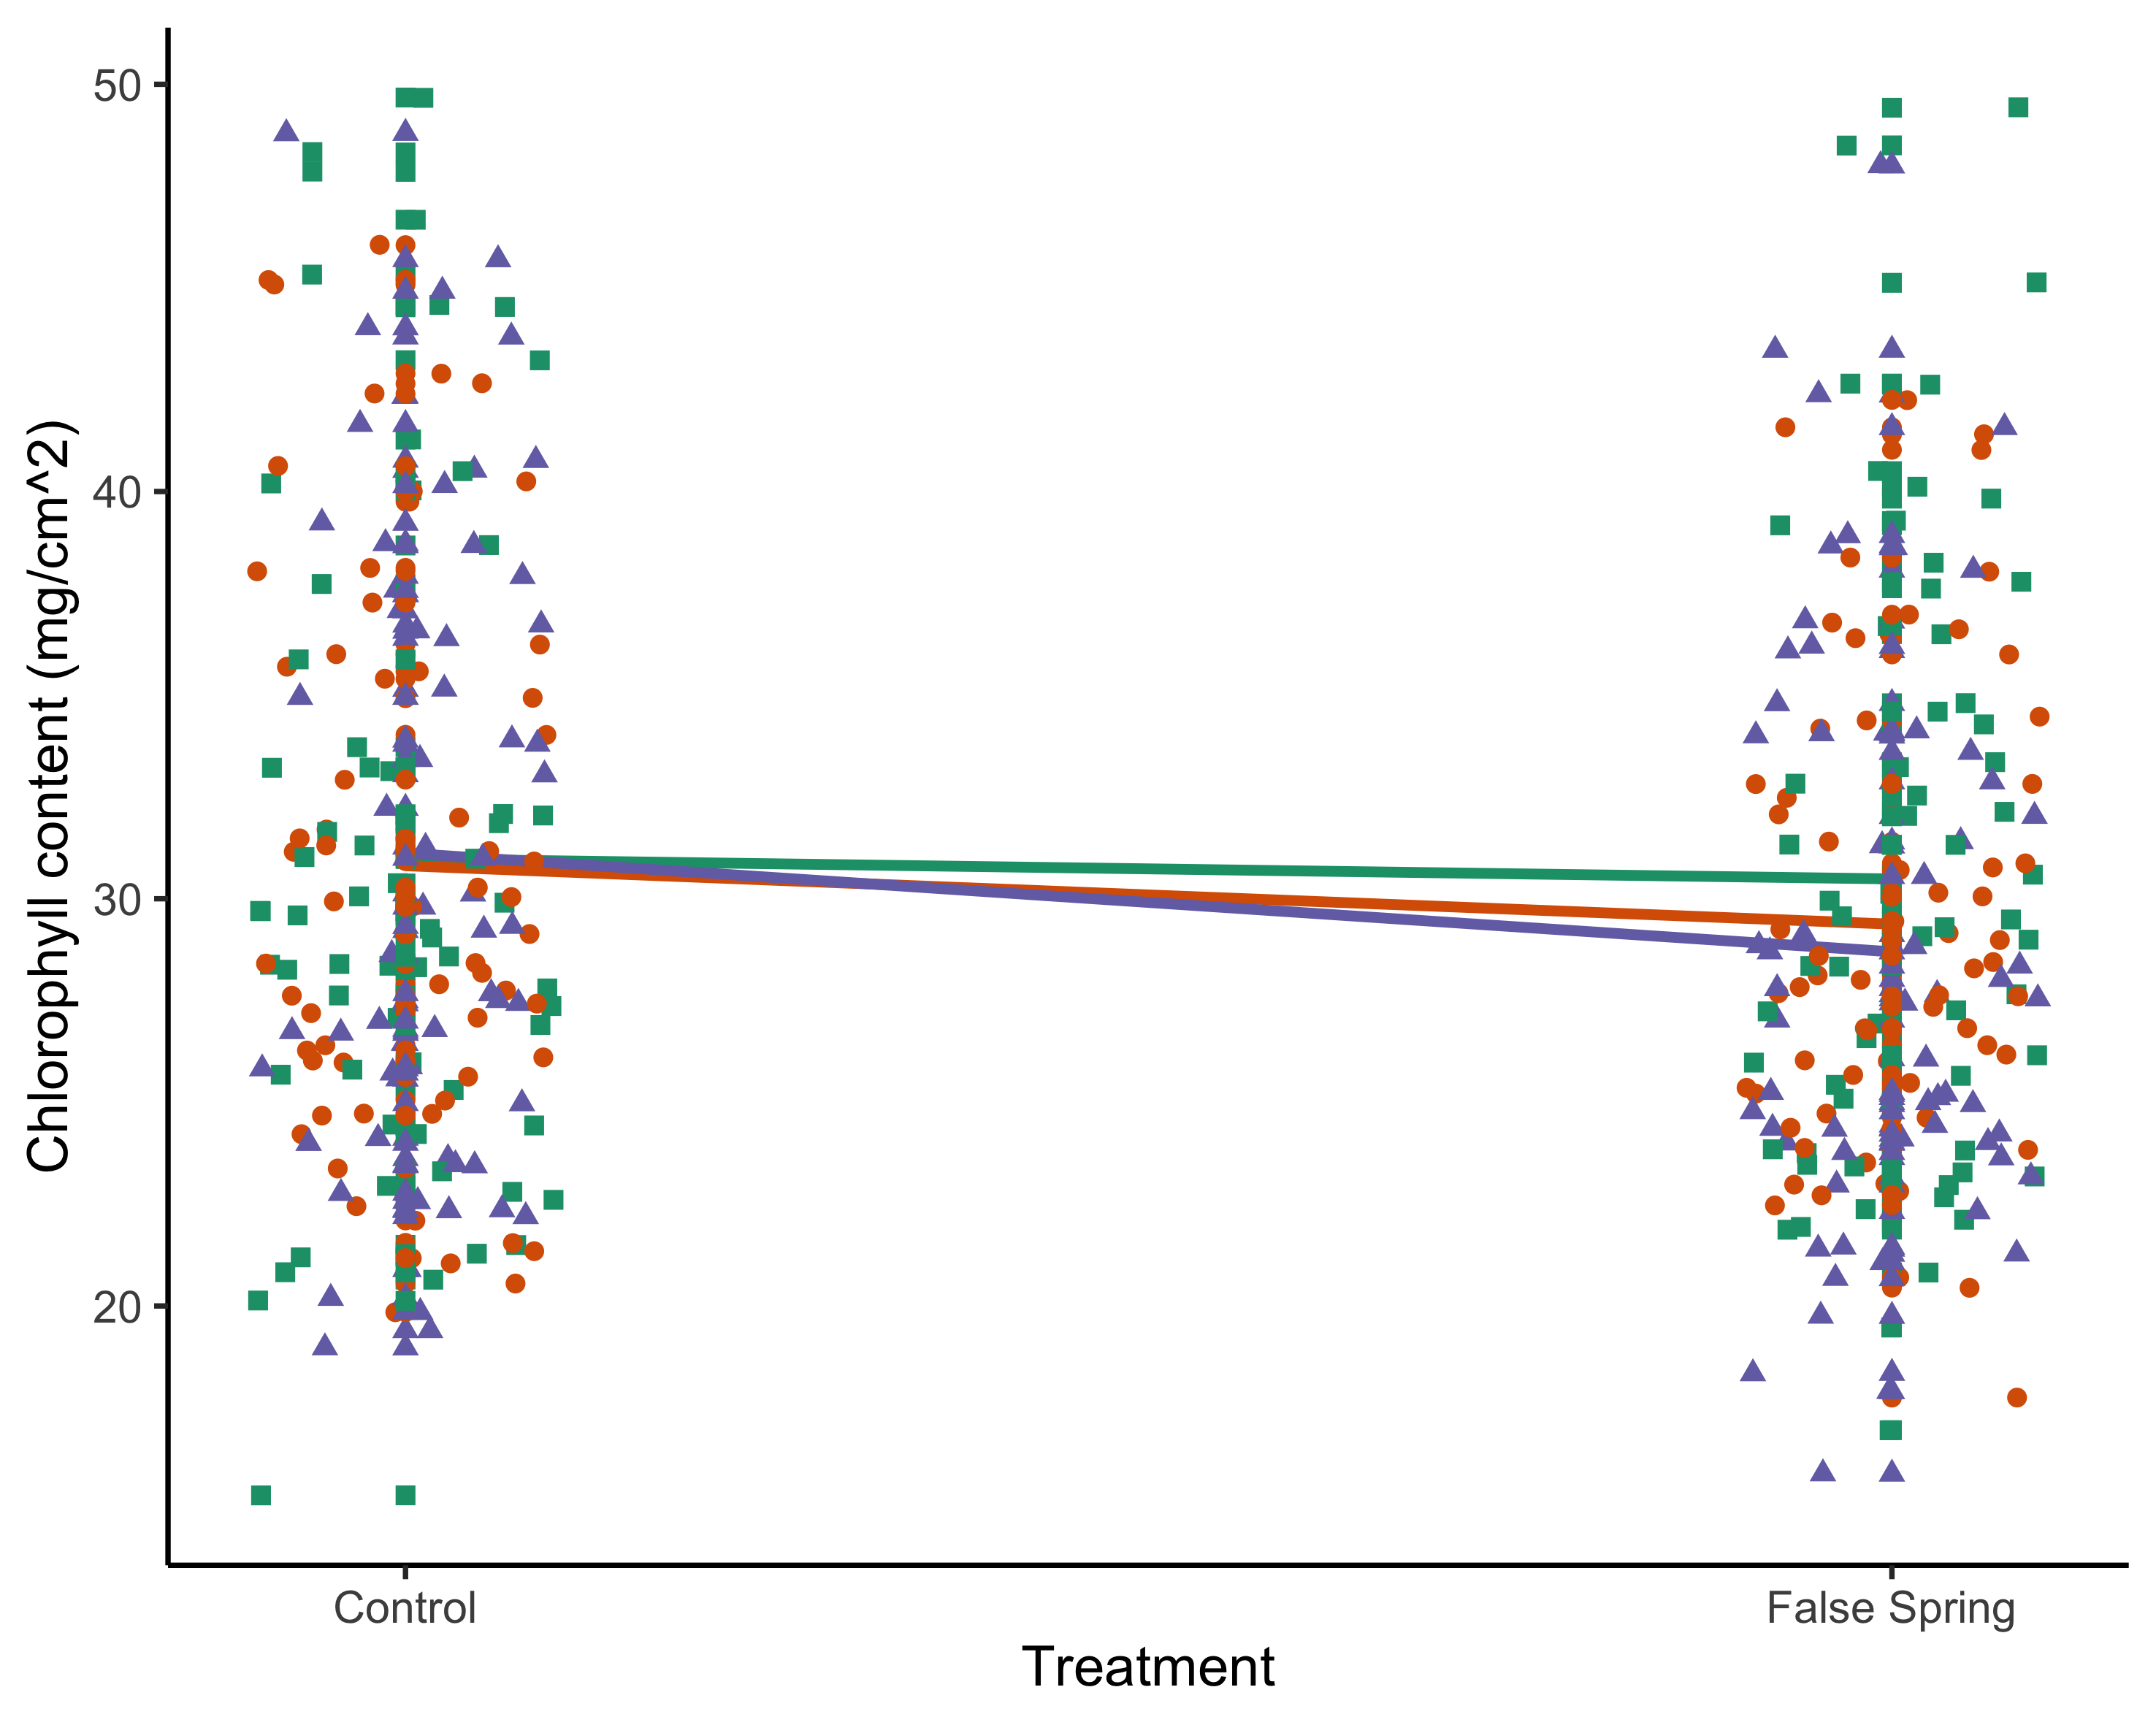 Chlorophyll content (mg/cm^2)
50
40
30
20
Control
False Spring
Treatment